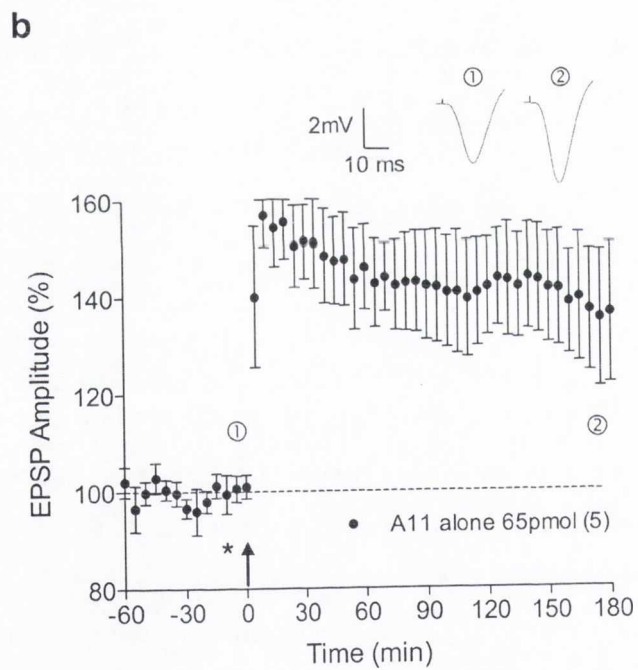 b
① ②
2mV
10 ms
160
140
120
100
80
EPSP Amplitude (%)
① ②
● A11 alone 65pmol (5)
*
-60 -30 0 30 60 90 120 150 180
Time (min)